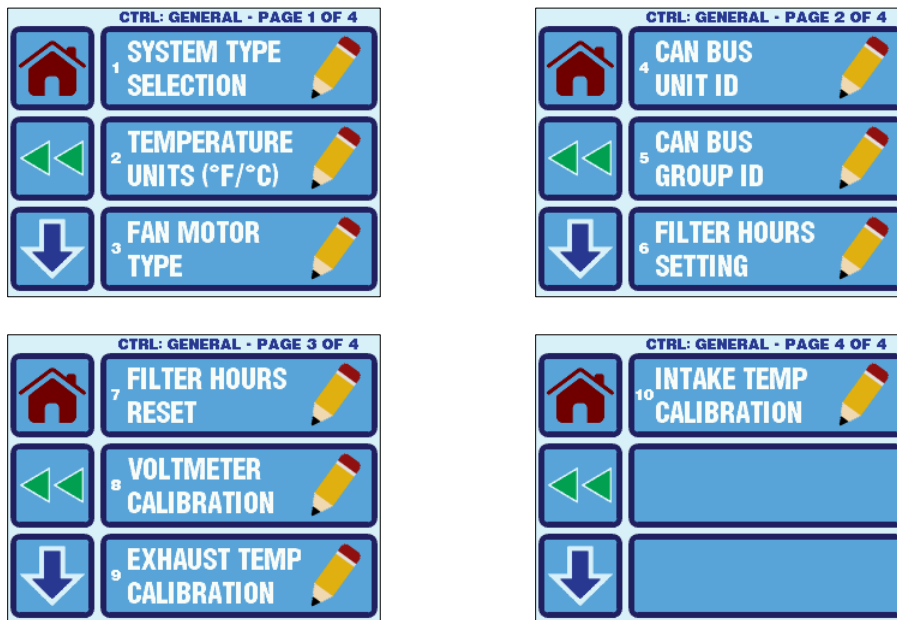 CTRL: GENERAL - PAGE 1 OF 4
1 SYSTEM TYPE
SELECTION
2 TEMPERATURE
UNITS (°F/°C)
3 FAN MOTOR
TYPE
CTRL: GENERAL - PAGE 2 OF 4
4 CAN BUS
UNIT ID
5 CAN BUS
GROUP ID
6 FILTER HOURS
SETTING
CTRL: GENERAL - PAGE 3 OF 4
7 FILTER HOURS
RESET
8 VOLTMETER
CALIBRATION
9 EXHAUST TEMP
CALIBRATION
CTRL: GENERAL - PAGE 4 OF 4
10 INTAKE TEMP
CALIBRATION